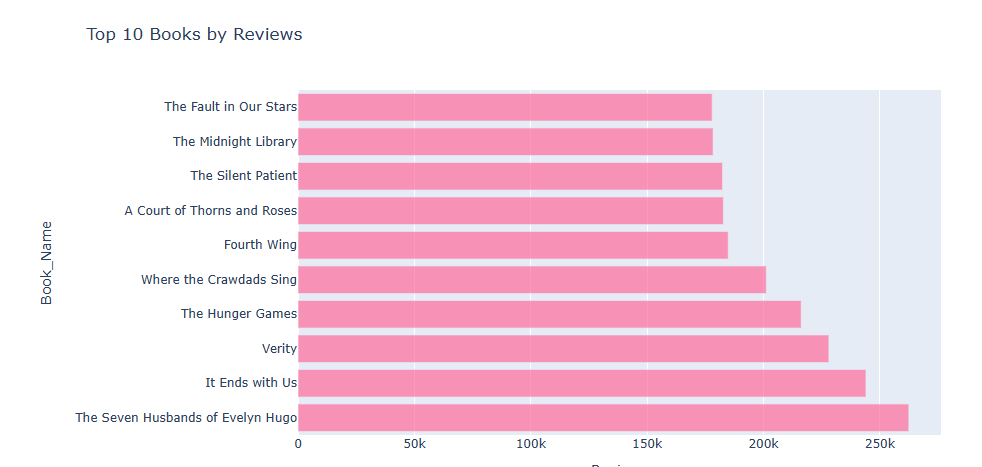 Top 10 Books by Reviews
Book_Name
The Fault in Our Stars
The Midnight Library
The Silent Patient
A Court of Thorns and Roses
Fourth Wing
Where the Crawdads Sing
The Hunger Games
Verity
It Ends with Us
The Seven Husbands of Evelyn Hugo
0 50k 100k 150k 200k 250k